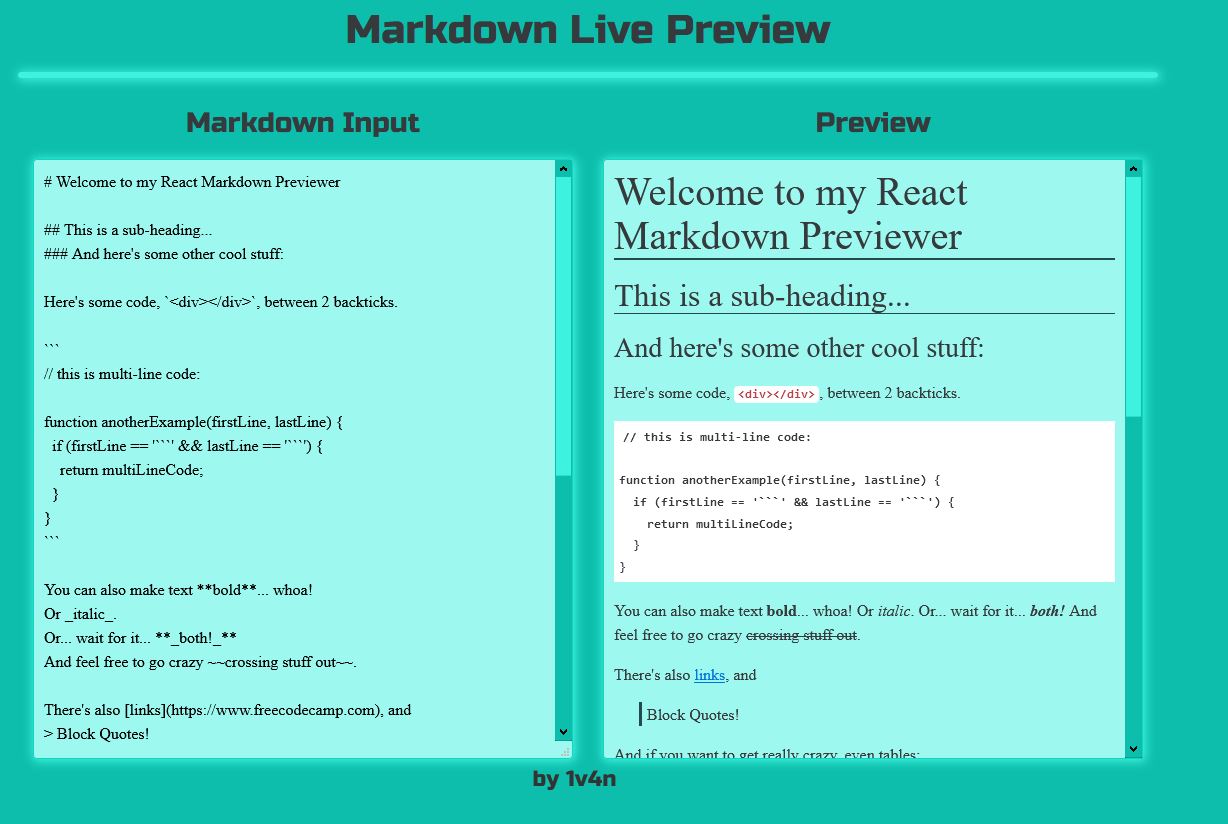 Markdown Live Preview
Markdown Input
# Welcome to my React Markdown Previewer
## This is a sub-heading...
### And here's some other cool stuff:
Here's some code, `<div></div>`, between 2 backticks.
```
// this is multi-line code:
function anotherExample(firstLine, lastLine) {
  if (firstLine == '```' && lastLine == '```') {
    return multiLineCode;
  }
}
```
You can also make text **bold**... whoa!
Or _italic_.
Or... wait for it... **_both!_**
And feel free to go crazy ~~crossing stuff out~~.
There's also [links](https://www.freecodecamp.com), and
> Block Quotes!
Preview
Welcome to my React
Markdown Previewer
This is a sub-heading...
And here's some other cool stuff:
Here's some code, <div></div>, between 2 backticks.
// this is multi-line code:
function anotherExample(firstLine, lastLine) {
  if (firstLine == '```' && lastLine == '```') {
    return multiLineCode;
  }
}
You can also make text bold... whoa! Or italic. Or... wait for it... both! And
feel free to go crazy crossing stuff out.
There's also links, and
Block Quotes!
And if you want to get really crazy, even tables:
by 1v4n